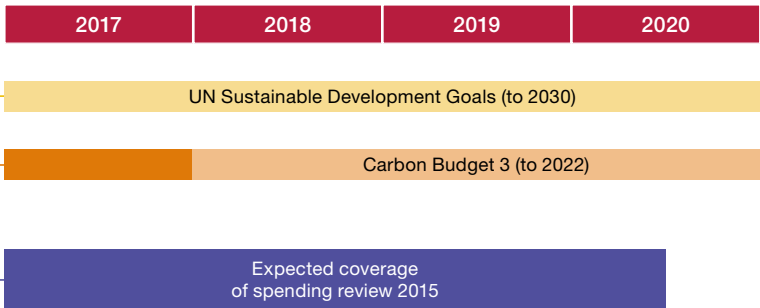 2017 2018 2019 2020
UN Sustainable Development Goals (to 2030)
Carbon Budget 3 (to 2022)
Expected coverage
of spending review 2015